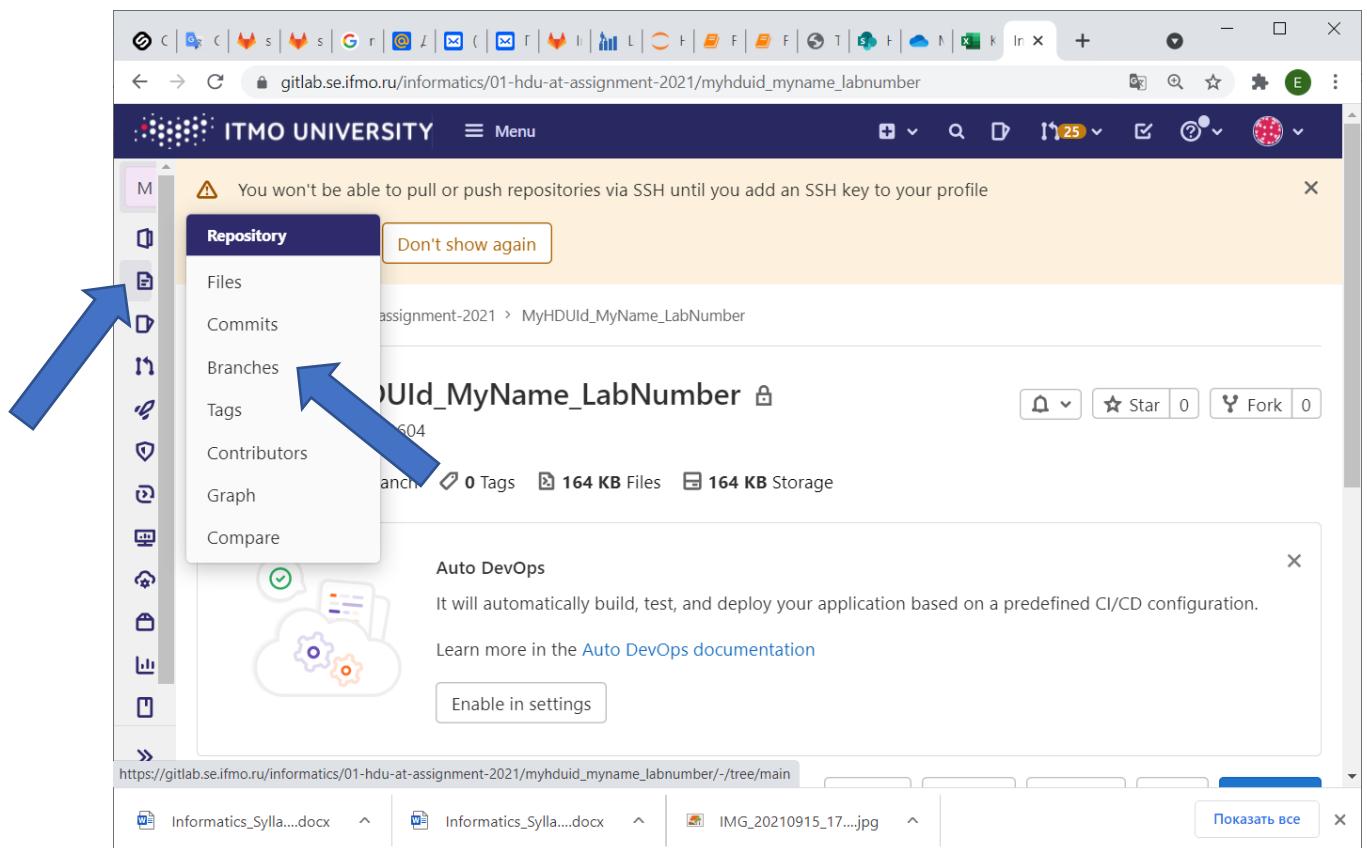 gitlab.se.ifmo.ru/informatics/01-hdu-at-assignment-2021/myhduid_myname_labnumber
E
ITMO UNIVERSITY
Menu
25
M
You won't be able to pull or push repositories via SSH until you add an SSH key to your profile
Don't show again
Repository
Files
Commits
Branches
Tags
Contributors
Graph
Compare
assignment-2021 › MyHDUId_MyName_LabNumber
DUId_MyName_LabNumber
Star 0
Fork 0
604
anch
0 Tags
164 KB Files
164 KB Storage
Auto DevOps
It will automatically build, test, and deploy your application based on a predefined CI/CD configuration.
Learn more in the Auto DevOps documentation
Enable in settings
https://gitlab.se.ifmo.ru/informatics/01-hdu-at-assignment-2021/myhduid_myname_labnumber/-/tree/main
Informatics_Sylla....docx
Informatics_Sylla....docx
IMG_20210915_17....jpg
Показать все